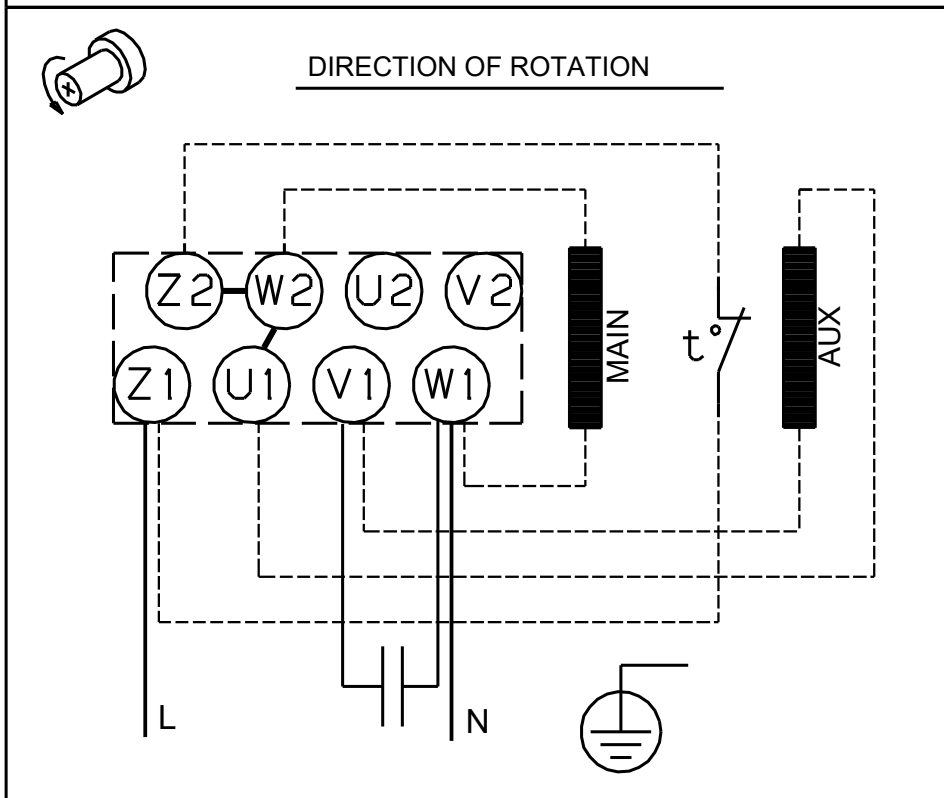 DIRECTION OF ROTATION
Z2 W2 U2 V2
Z1 U1 V1 W1
MAIN
t°
AUX
L
N